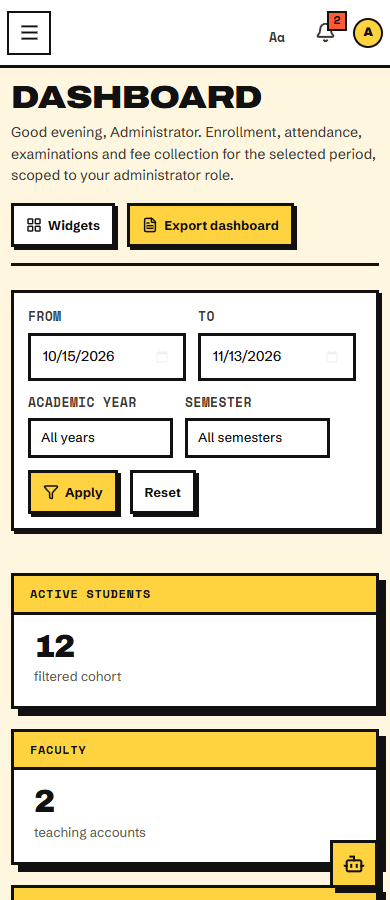 Aa
2
A
DASHBOARD
Good evening, Administrator. Enrollment, attendance,
examinations and fee collection for the selected period,
scoped to your administrator role.
Widgets
Export dashboard
FROM
TO
10/15/2026
11/13/2026
ACADEMIC YEAR
SEMESTER
All years
All semesters
Apply
Reset
ACTIVE STUDENTS
12
filtered cohort
FACULTY
2
teaching accounts